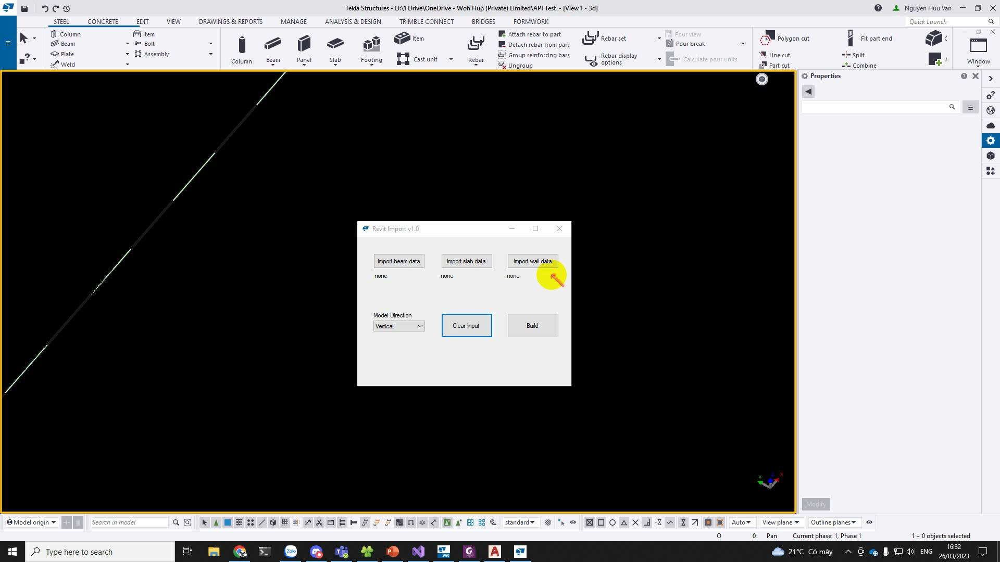 Tekla Structures - D:\1 Drive\OneDrive - Woh Hup (Private) Limited\API Test - [View 1 - 3d]
Nguyen Huu Van
STEEL CONCRETE EDIT VIEW DRAWINGS & REPORTS MANAGE ANALYSIS & DESIGN TRIMBLE CONNECT BRIDGES FORMWORK
Quick Launch
Column
Beam
Plate
Weld
Item
Bolt
Assembly
Column
Beam
Panel
Slab
Footing
Item
Cast unit
Rebar
Attach rebar to part
Detach rebar from part
Group reinforcing bars
Ungroup
Rebar set
Rebar display
options
Pour view
Pour break
Calculate pour units
Polygon cut
Line cut
Part cut
Fit part end
Split
Combine
Window
Properties
Revit Import v1.0
Import beam data Import slab data Import wall data
none none none
Model Direction
Vertical
Clear Input
Build
Y Z X
Modify
Model origin
Search in model
standard
Auto
View plane
Outline planes
O 0 Pan Current phase: 1, Phase 1 1 + 0 objects selected
Type here to search
Zalo
2020
PDF
21°C Có mây
ENG
16:32
26/03/2023